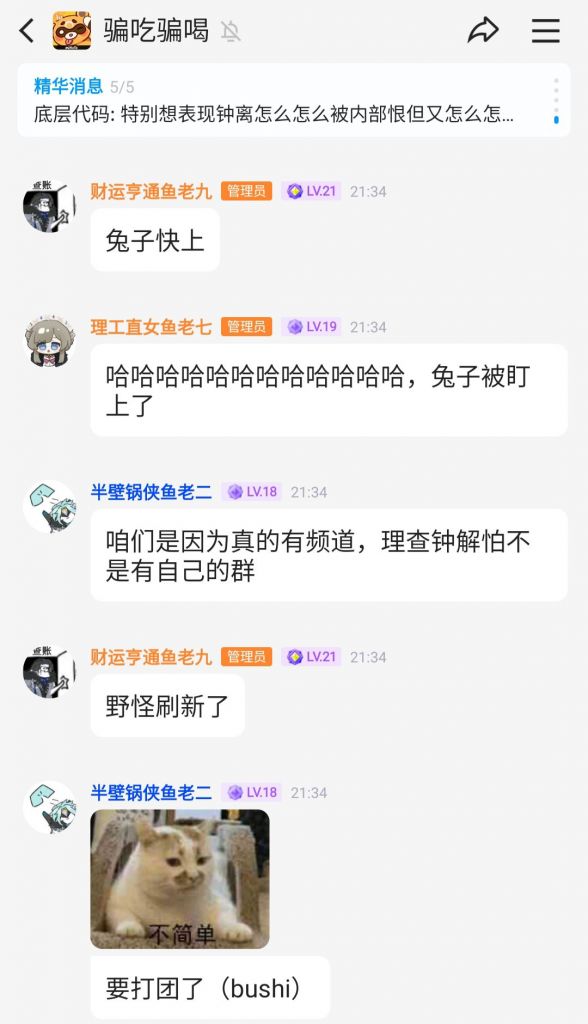 骗吃骗喝
精华消息 5/5
底层代码: 特别想表现钟离怎么怎么被内部恨但又怎么怎...
财运亨通鱼老九 管理员 LV.21 21:34
兔子快上
理工直女鱼老七 管理员 LV.19 21:34
哈哈哈哈哈哈哈哈哈哈哈哈，兔子被盯
上了
半壁锅侠鱼老二 LV.18 21:34
咱们是因为真的有频道，理查钟解怕不
是有自己的群
财运亨通鱼老九 管理员 LV.21 21:34
野怪刷新了
半壁锅侠鱼老二 LV.18 21:34
不简单
要打团了（bushi）